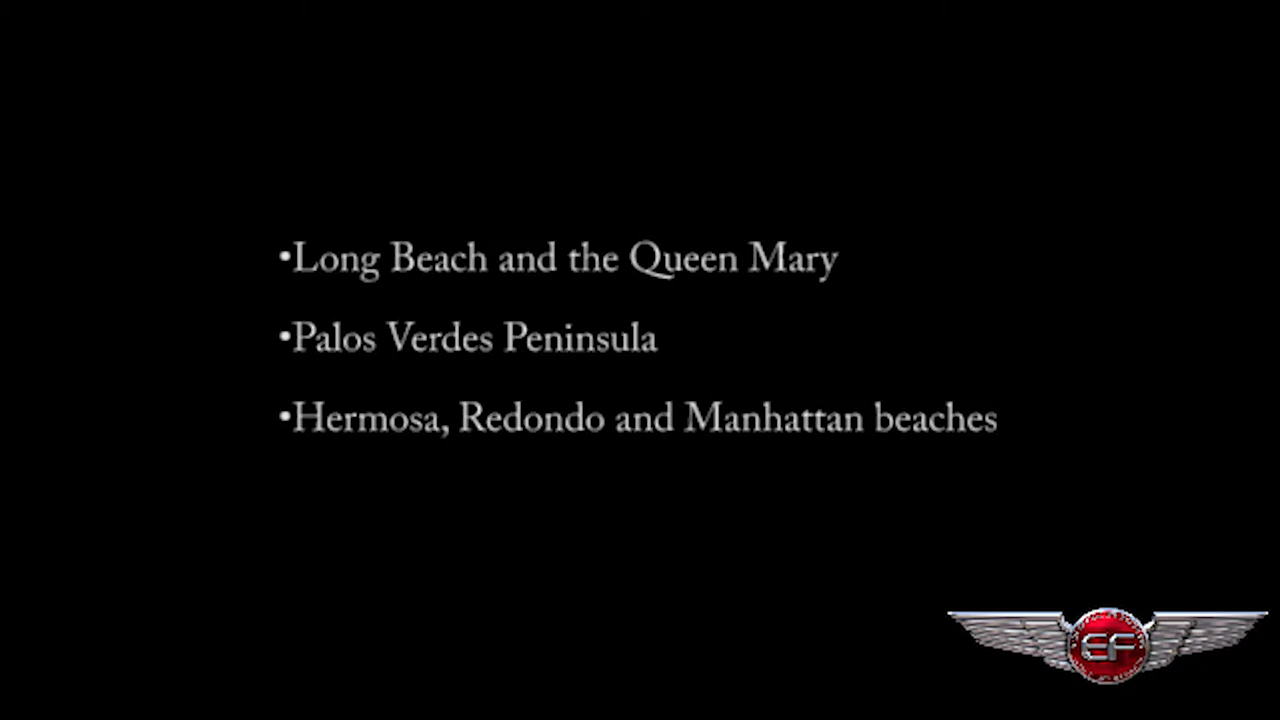 •Long Beach and the Queen Mary
•Palos Verdes Peninsula
•Hermosa, Redondo and Manhattan beaches
EF